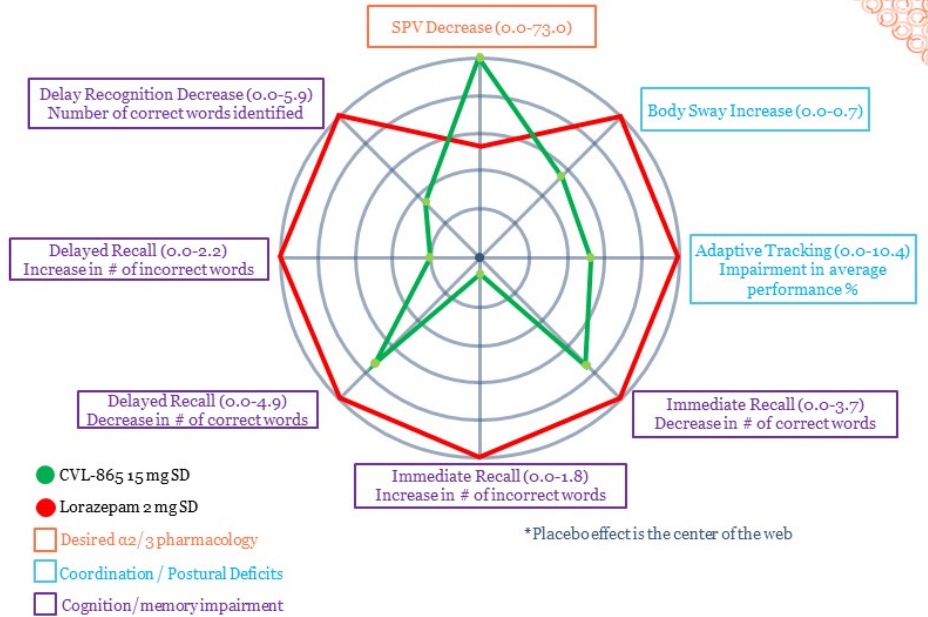 SPV Decrease (0.0-73.0)
Delay Recognition Decrease (0.0-5.9)
Number of correct words identified
Body Sway Increase (0.0-0.7)
Delayed Recall (0.0-2.2)
Increase in # of incorrect words
Adaptive Tracking (0.0-10.4)
Impairment in average
performance %
Delayed Recall (0.0-4.9)
Decrease in # of correct words
Immediate Recall (0.0-3.7)
Decrease in # of correct words
Immediate Recall (0.0-1.8)
Increase in # of incorrect words
CVL-865 15 mg SD
Lorazepam 2 mg SD
Desired α2/3 pharmacology
Coordination / Postural Deficits
Cognition/memory impairment
*Placebo effect is the center of the web